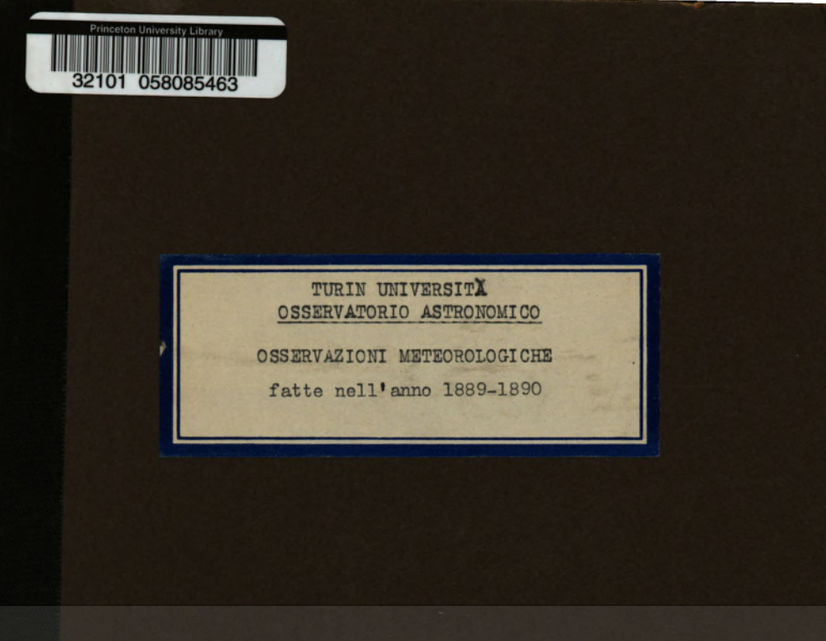 Princeton University Library
32101 058085463
TURIN UNIVERSITÀ
OSSERVATORIO ASTRONOMICO
OSSERVAZIONI METEOROLOGICHE
fatte nell'anno 1889-1890